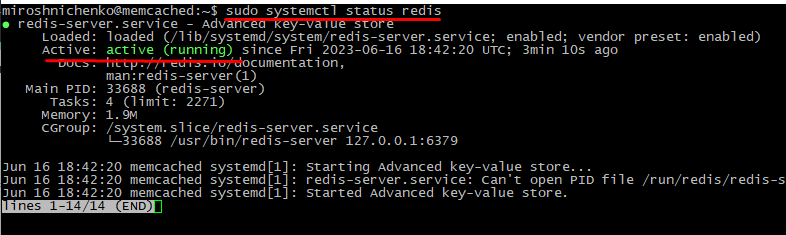 miroshnichenko@memcached:~$ sudo systemctl status redis
● redis-server.service - Advanced key-value store
Loaded: loaded (/lib/systemd/system/redis-server.service; enabled; vendor preset: enabled)
Active: active (running) since Fri 2023-06-16 18:42:20 UTC; 3min 10s ago
Docs: http://redis.io/documentation,
man:redis-server(1)
Main PID: 33688 (redis-server)
Tasks: 4 (limit: 2271)
Memory: 1.9M
CGroup: /system.slice/redis-server.service
└─33688 /usr/bin/redis-server 127.0.0.1:6379
Jun 16 18:42:20 memcached systemd[1]: Starting Advanced key-value store...
Jun 16 18:42:20 memcached systemd[1]: redis-server.service: Can't open PID file /run/redis/redis-s
Jun 16 18:42:20 memcached systemd[1]: Started Advanced key-value store.
lines 1-14/14 (END)